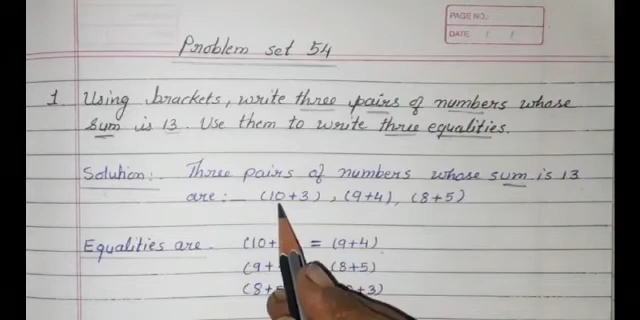 PAGE NO.:
DATE / /
Problem set 54
1 Using brackets, write three pairs of numbers whose
sum is 13. Use them to write three equalities.
Solution:- Three pairs of numbers whose sum is 13
are:- (10+3), (9+4), (8+5)
Equalities are (10+ = (9+4)
(9+ (8+5)
(8+ +3)